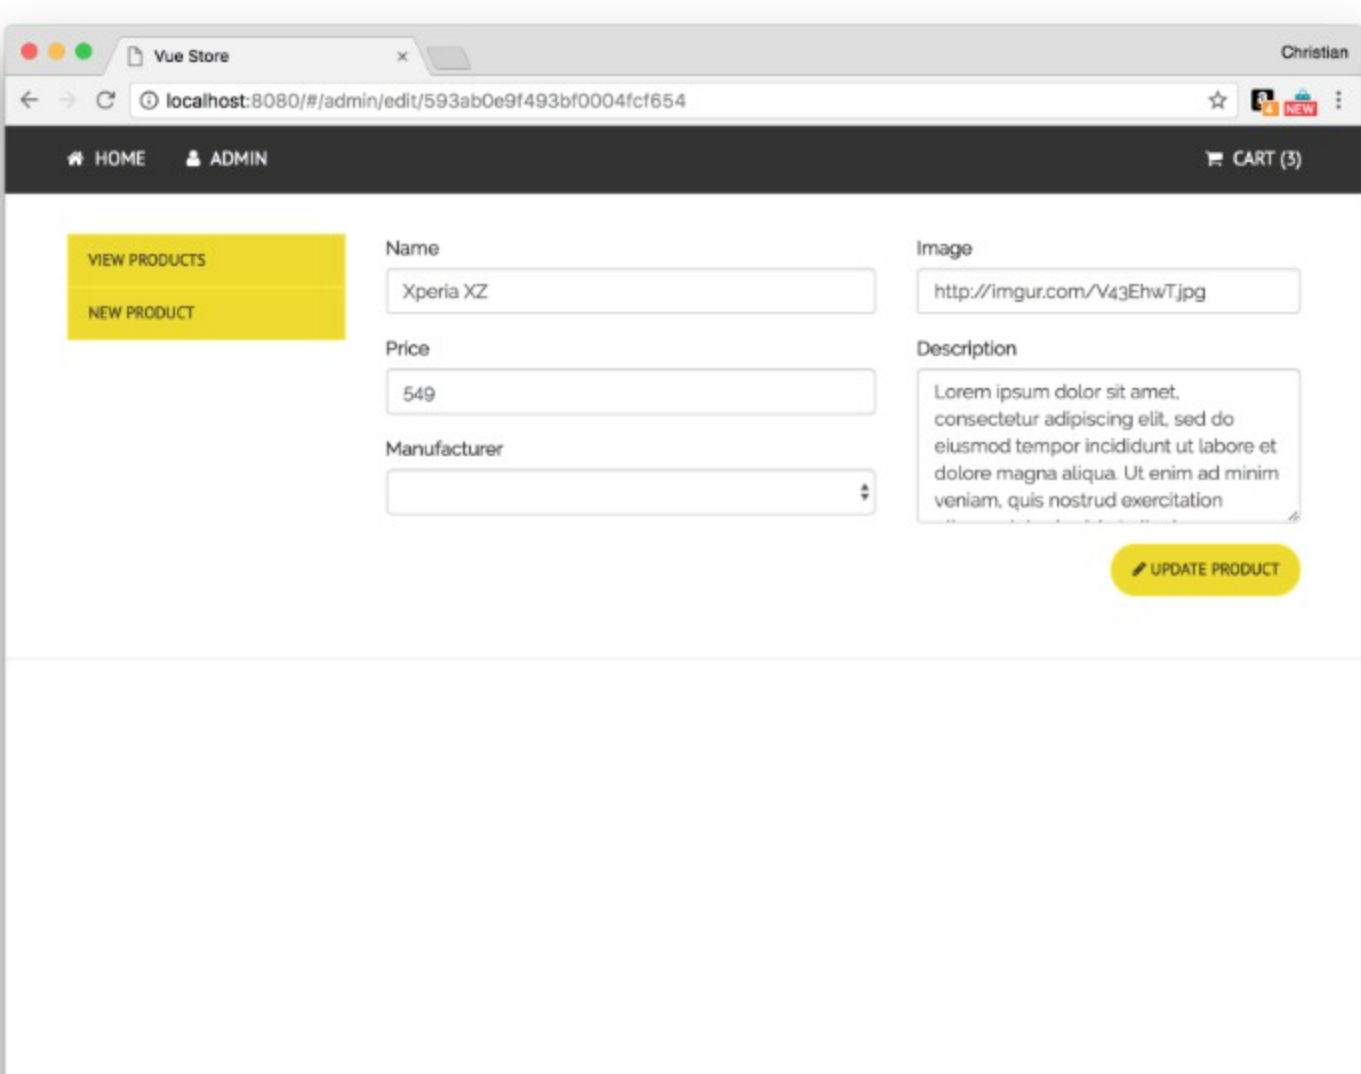 Vue Store
Christian
localhost:8080/#/admin/edit/593ab0e9f493bf0004fcf654
4
NEW
HOME
ADMIN
CART (3)
VIEW PRODUCTS
NEW PRODUCT
Name
Xperia XZ
Price
549
Manufacturer
Image
http://imgur.com/V43EhwT.jpg
Description
Lorem ipsum dolor sit amet,
consectetur adipiscing elit, sed do
eiusmod tempor incididunt ut labore et
dolore magna aliqua. Ut enim ad minim
veniam, quis nostrud exercitation
UPDATE PRODUCT